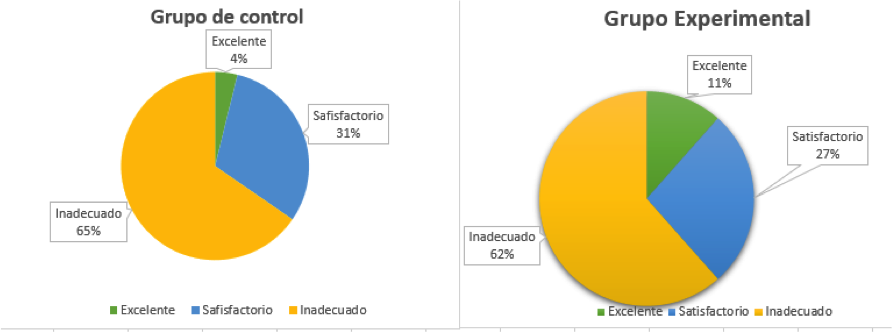 Grupo de control
Excelente
4%
Safisfactorio
31%
Inadecuado
65%
Excelente Safisfactorio Inadecuado
Grupo Experimental
Excelente
11%
Satisfactorio
27%
Inadecuado
62%
Excelente Satisfactorio Inadecuado